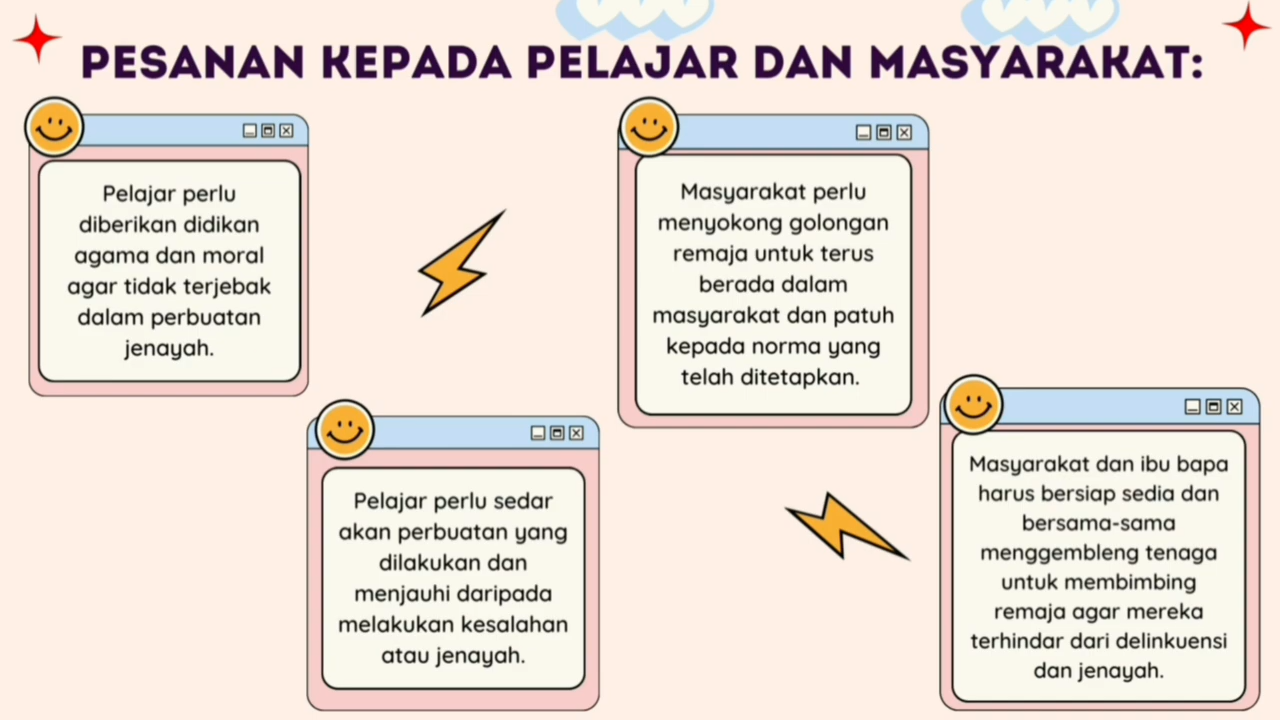 PESANAN KEPADA PELAJAR DAN MASYARAKAT:
Pelajar perlu
diberikan didikan
agama dan moral
agar tidak terjebak
dalam perbuatan
jenayah.
Pelajar perlu sedar
akan perbuatan yang
dilakukan dan
menjauhi daripada
melakukan kesalahan
atau jenayah.
Masyarakat perlu
menyokong golongan
remaja untuk terus
berada dalam
masyarakat dan patuh
kepada norma yang
telah ditetapkan.
Masyarakat dan ibu bapa
harus bersiap sedia dan
bersama-sama
menggembleng tenaga
untuk membimbing
remaja agar mereka
terhindar dari delinkuensi
dan jenayah.